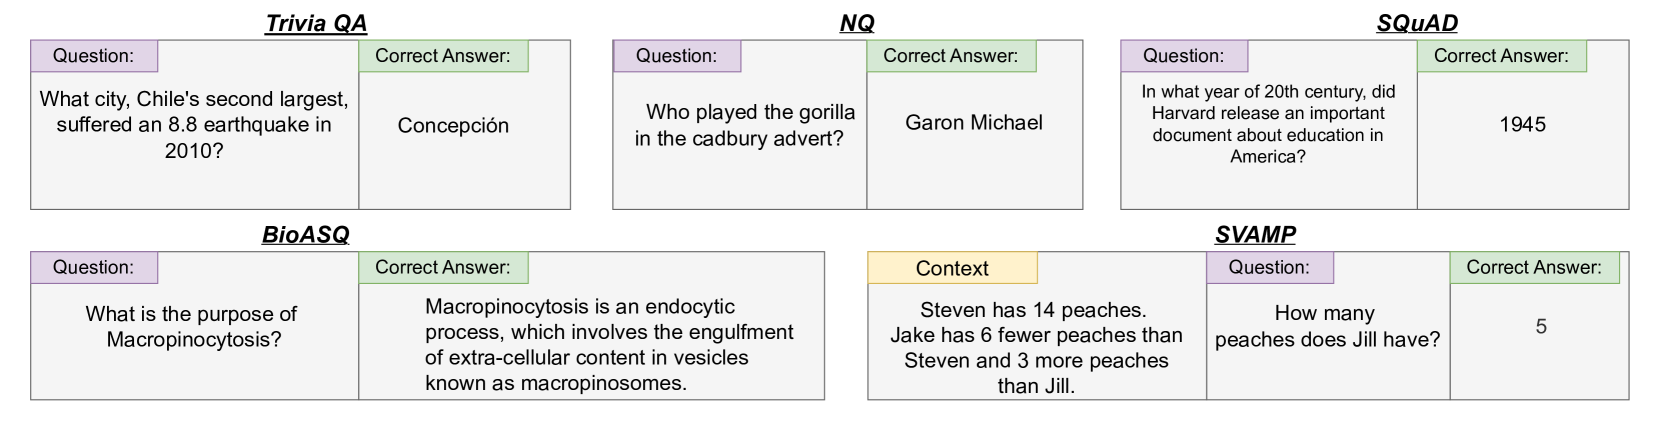 Trivia QA
Question:
Correct Answer:
What city, Chile's second largest,
suffered an 8.8 earthquake in
2010?
Concepción
NQ
Question:
Correct Answer:
Who played the gorilla
in the cadbury advert?
Garon Michael
SQuAD
Question:
Correct Answer:
In what year of 20th century, did
Harvard release an important
document about education in
America?
1945
BioASQ
Question:
Correct Answer:
What is the purpose of
Macropinocytosis?
Macropinocytosis is an endocytic
process, which involves the engulfment
of extra-cellular content in vesicles
known as macropinosomes.
SVAMP
Context
Question:
Correct Answer:
Steven has 14 peaches.
Jake has 6 fewer peaches than
Steven and 3 more peaches
than Jill.
How many
peaches does Jill have?
5